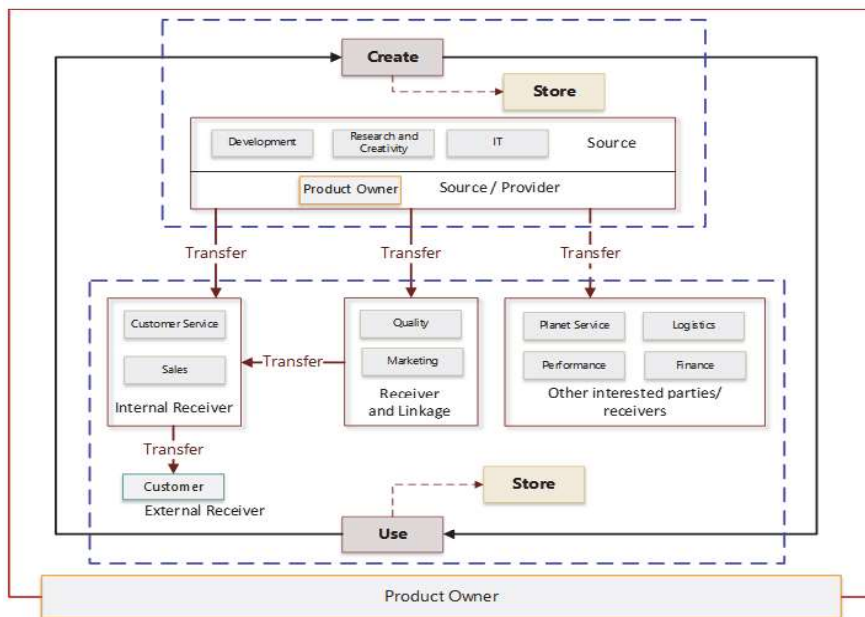 Create
Store
Development
Research and
Creativity
IT
Source
Product Owner
Source / Provider
Transfer
Transfer
Transfer
Customer Service
Sales
Internal Receiver
Transfer
Quality
Marketing
Receiver
and Linkage
Planet Service
Logistics
Performance
Finance
Other interested parties/
receivers
Transfer
Customer
External Receiver
Store
Use
Product Owner